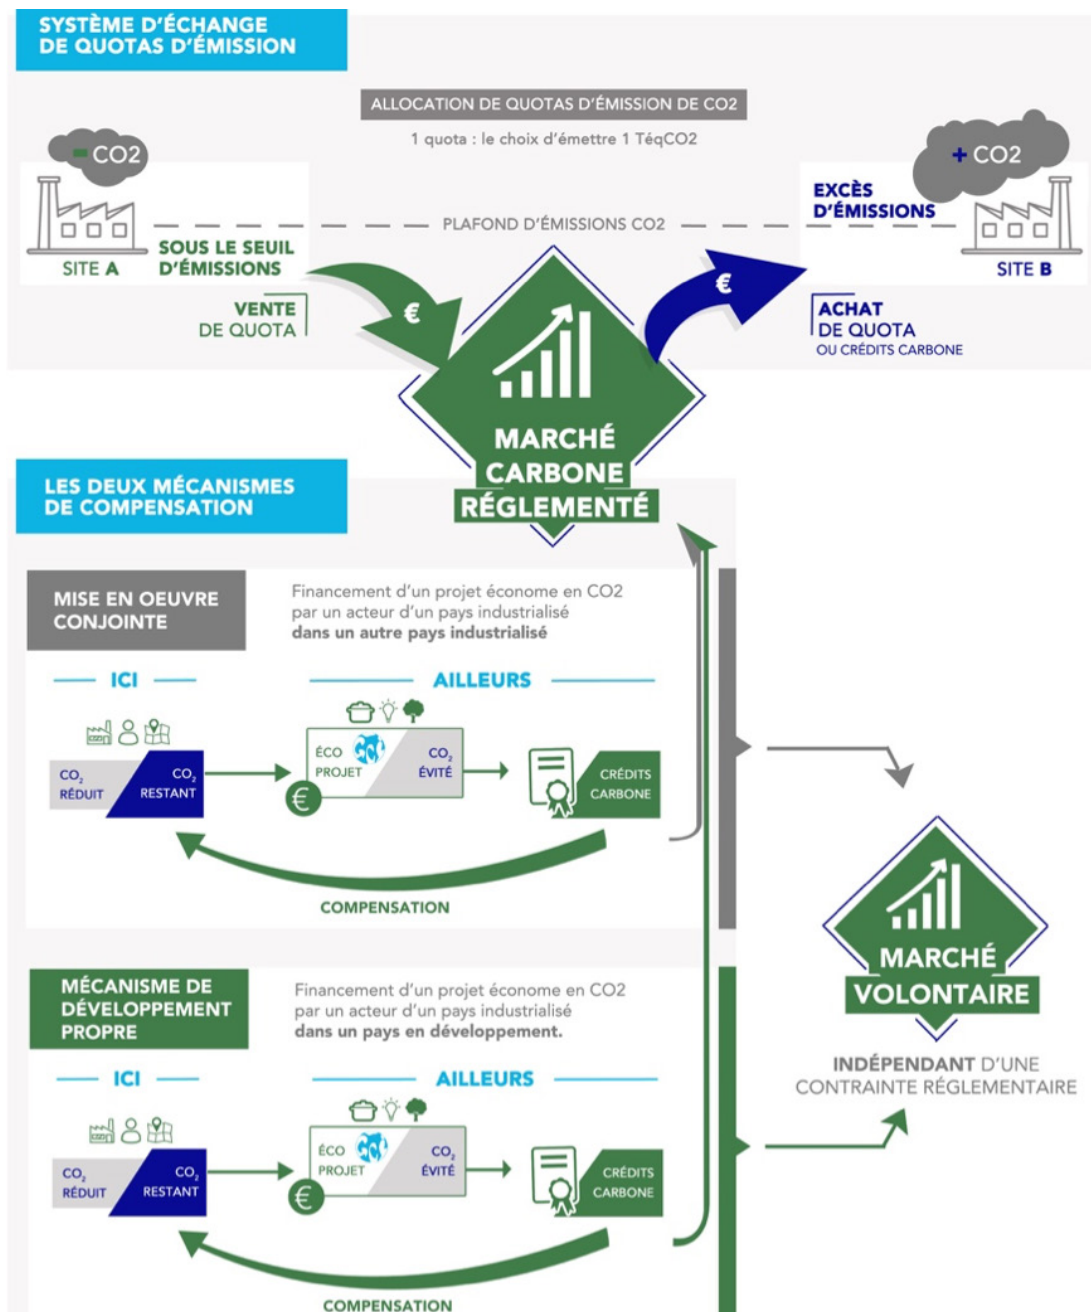 SYSTÈME D'ÉCHANGE
DE QUOTAS D'ÉMISSION
ALLOCATION DE QUOTAS D'ÉMISSION DE CO2
1 quota : le choix d'émettre 1 TéqCO2
- CO2
+ CO2
EXCÈS
D'ÉMISSIONS
PLAFOND D'ÉMISSIONS CO2
SITE A
SOUS LE SEUIL
D'ÉMISSIONS
SITE B
€
€
VENTE
DE QUOTA
ACHAT
DE QUOTA
OU CRÉDITS CARBONE
MARCHÉ
CARBONE
RÉGLEMENTÉ
LES DEUX MÉCANISMES
DE COMPENSATION
MISE EN OEUVRE
CONJOINTE
Financement d'un projet économe en CO2
par un acteur d'un pays industrialisé
dans un autre pays industrialisé
ICI
AILLEURS
CO2
RÉDUIT
CO2
RESTANT
ÉCO
PROJET
GCI
€
CO2
ÉVITÉ
CRÉDITS
CARBONE
COMPENSATION
MÉCANISME DE
DÉVELOPPEMENT
PROPRE
Financement d'un projet économe en CO2
par un acteur d'un pays industrialisé
dans un pays en développement.
ICI
AILLEURS
CO2
RÉDUIT
CO2
RESTANT
ÉCO
PROJET
GCI
€
CO2
ÉVITÉ
CRÉDITS
CARBONE
COMPENSATION
MARCHÉ
VOLONTAIRE
INDÉPENDANT D'UNE
CONTRAINTE RÉGLEMENTAIRE